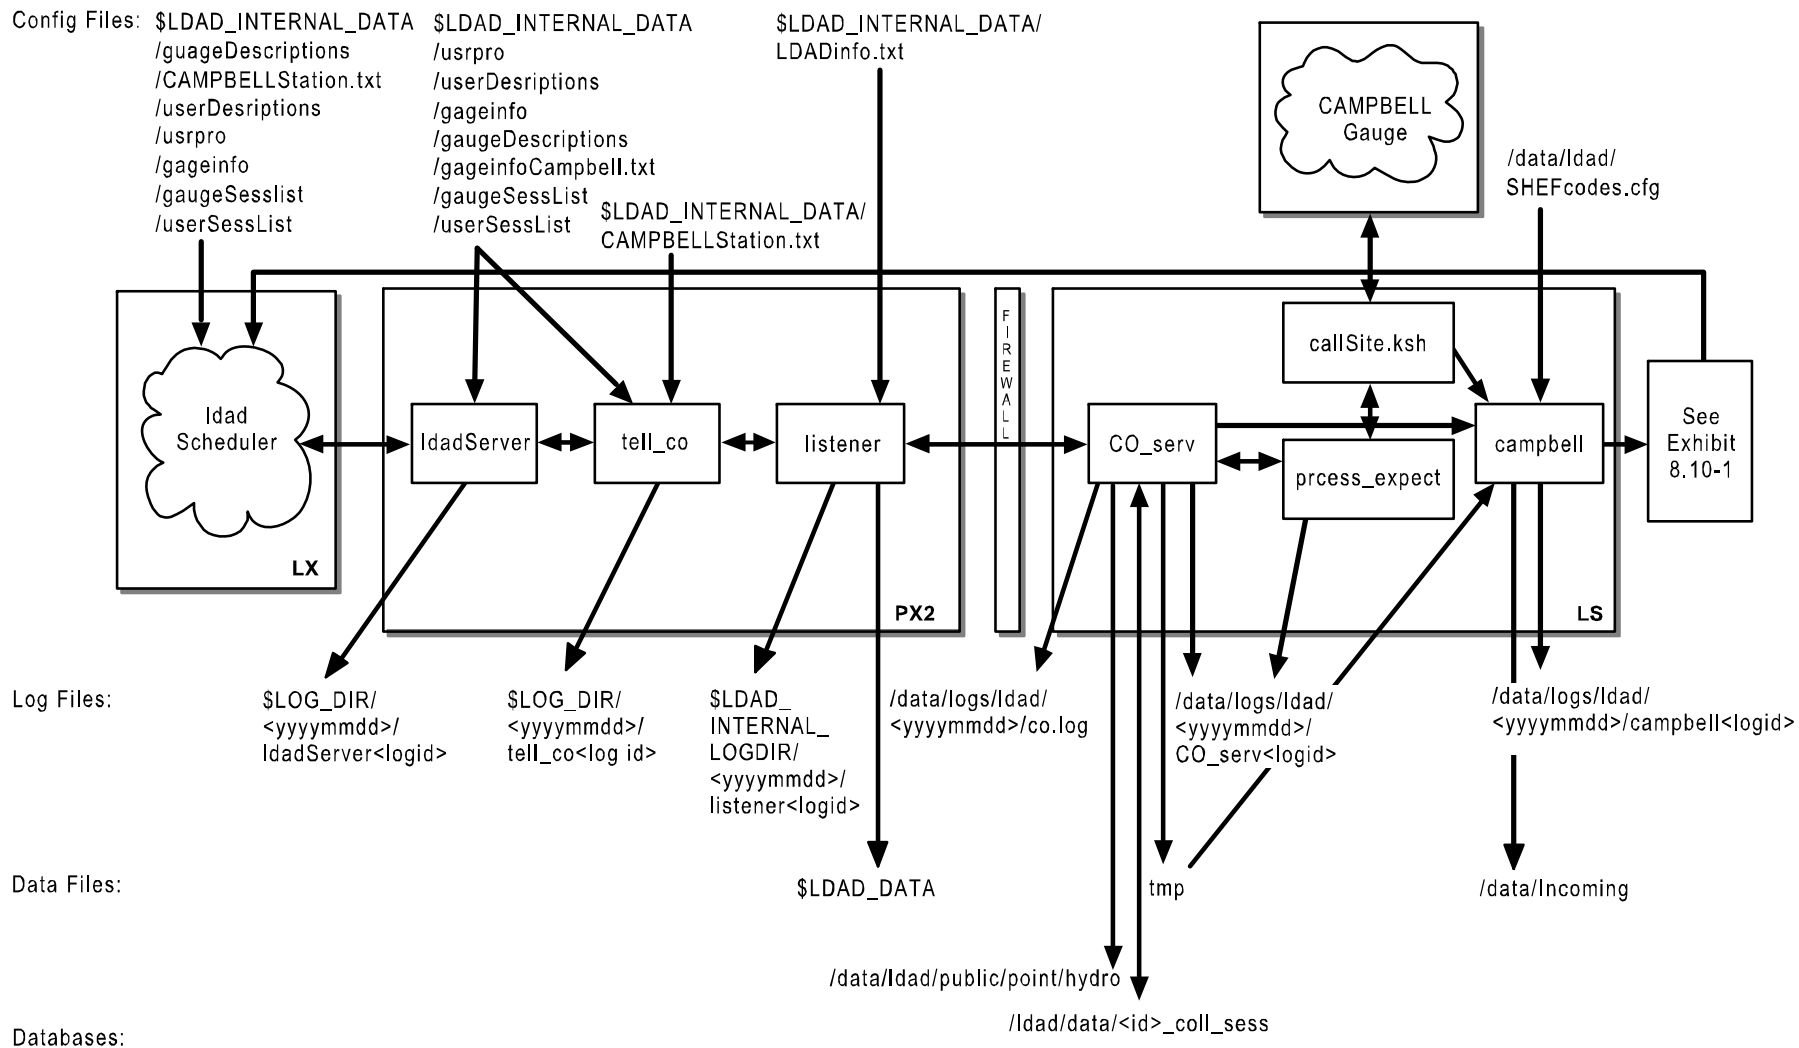 Config Files:
$LDAD_INTERNAL_DATA
/guageDescriptions
/CAMPBELLStation.txt
/userDesriptions
/usrpro
/gageinfo
/gaugeSesslist
/userSessList
$LDAD_INTERNAL_DATA
/usrpro
/userDesriptions
/gageinfo
/gaugeDescriptions
/gageinfoCampbell.txt
/gaugeSessList
/userSessList
$LDAD_INTERNAL_DATA/
CAMPBELLStation.txt
$LDAD_INTERNAL_DATA/
LDADinfo.txt
CAMPBELL
Gauge
/data/ldad/
SHEFcodes.cfg
ldad
Scheduler
LX
ldadServer
tell_co
listener
PX2
FIREWALL
CO_serv
callSite.ksh
prcess_expect
campbell
LS
See
Exhibit
8.10-1
Log Files:
$LOG_DIR/
<yyyymmdd>/
ldadServer<logid>
$LOG_DIR/
<yyyymmdd>/
tell_co<log id>
$LDAD_
INTERNAL_
LOGDIR/
<yyyymmdd>/
listener<logid>
/data/logs/ldad/
<yyyymmdd>/co.log
/data/logs/ldad/
<yyyymmdd>/
CO_serv<logid>
/data/logs/ldad/
<yyyymmdd>/campbell<logid>
Data Files:
$LDAD_DATA
tmp
/data/Incoming
/data/ldad/public/point/hydro
/ldad/data/<id>_coll_sess
Databases: